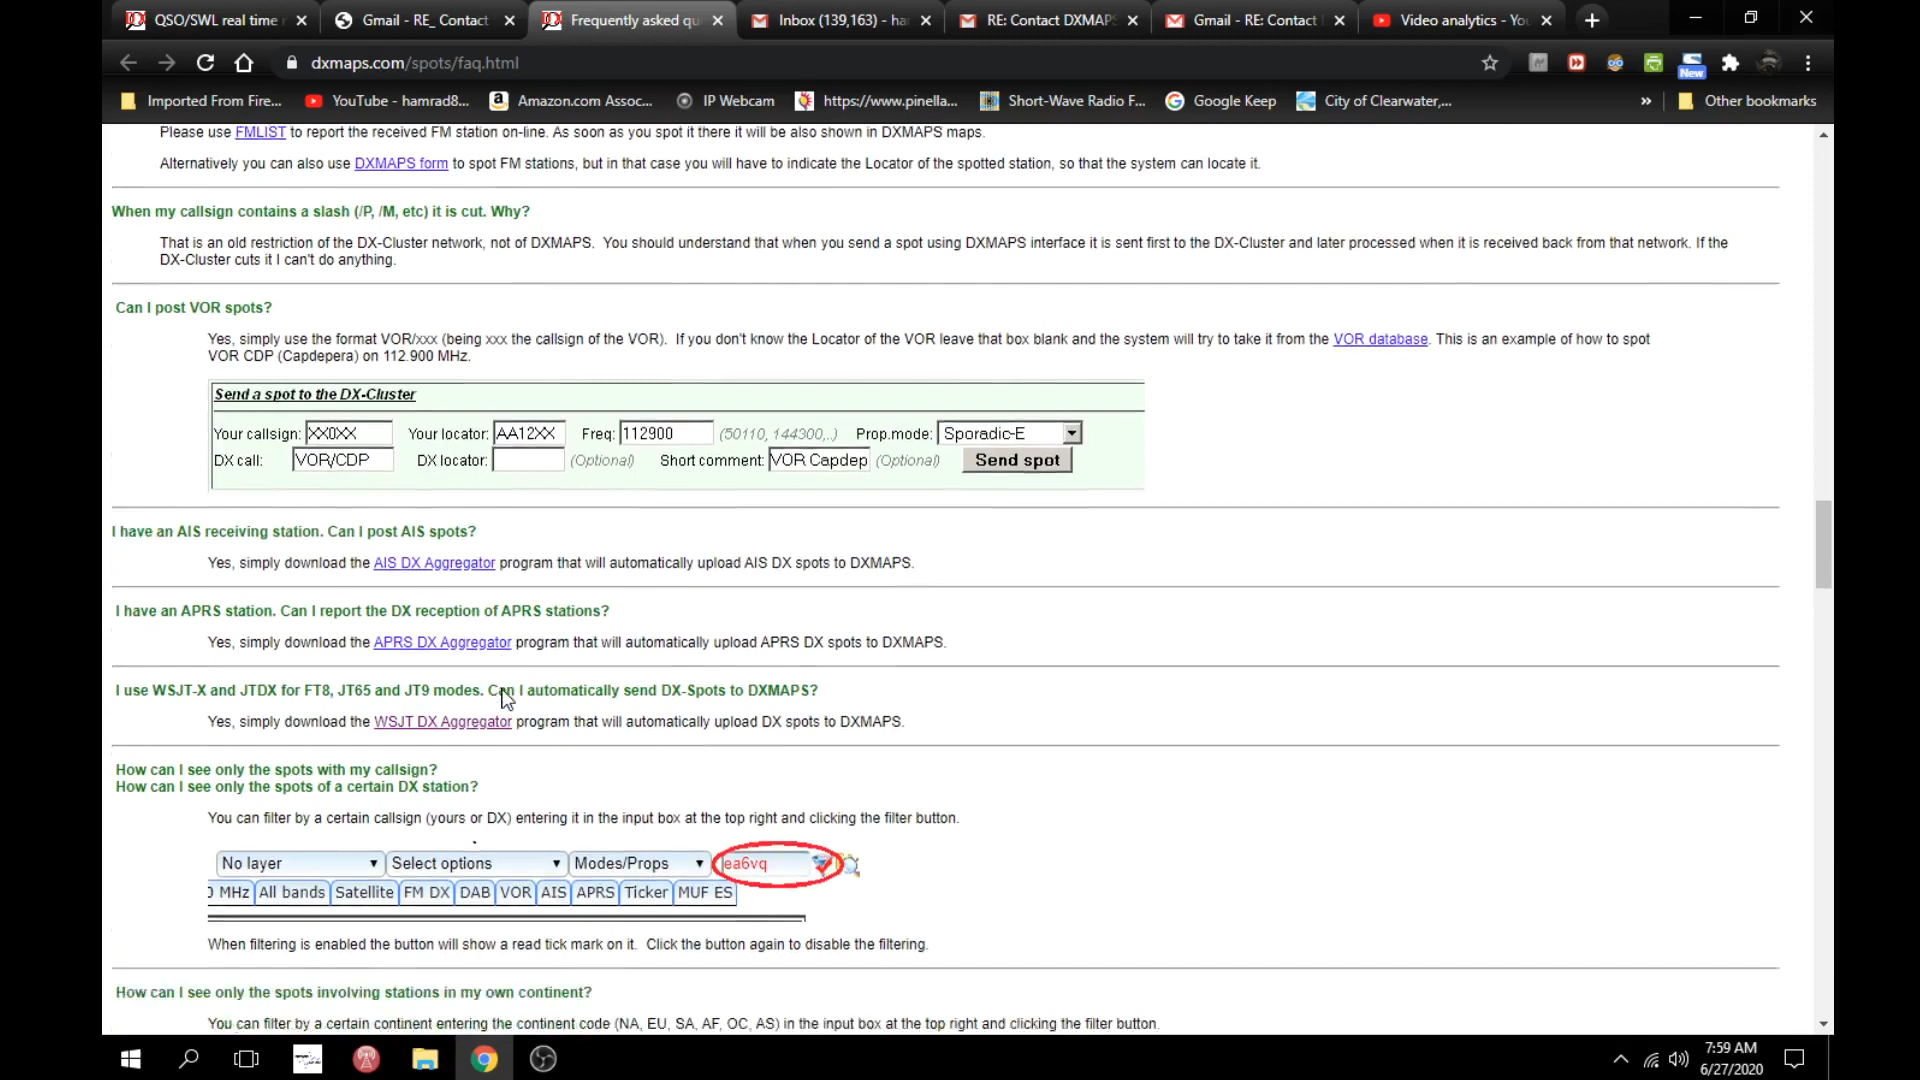 QSO/SWL real time
Gmail - RE_ Contact
Frequently asked qu
Inbox (139,163) - ha
RE: Contact DXMAPS
Gmail - RE: Contact
Video analytics - You
dxmaps.com/spots/faq.html
New
Imported From Fire...
YouTube - hamrad8...
Amazon.com Assoc...
IP Webcam
https://www.pinella...
Short-Wave Radio F...
Google Keep
City of Clearwater,...
»
Other bookmarks
Please use FMLIST to report the received FM station on-line. As soon as you spot it there it will be also shown in DXMAPS maps.
Alternatively you can also use DXMAPS form to spot FM stations, but in that case you will have to indicate the Locator of the spotted station, so that the system can locate it.
When my callsign contains a slash (/P, /M, etc) it is cut. Why?
That is an old restriction of the DX-Cluster network, not of DXMAPS. You should understand that when you send a spot using DXMAPS interface it is sent first to the DX-Cluster and later processed when it is received back from that network. If the
DX-Cluster cuts it I can't do anything.
Can I post VOR spots?
Yes, simply use the format VOR/xxx (being xxx the callsign of the VOR). If you don't know the Locator of the VOR leave that box blank and the system will try to take it from the VOR database. This is an example of how to spot
VOR CDP (Capdepera) on 112.900 MHz.
Send a spot to the DX-Cluster
Your callsign: XX0XX Your locator: AA12XX Freq: 112900 (50110, 144300,..) Prop.mode: Sporadic-E
DX call: VOR/CDP DX locator: (Optional) Short comment: VOR Capdep (Optional) Send spot
I have an AIS receiving station. Can I post AIS spots?
Yes, simply download the AIS DX Aggregator program that will automatically upload AIS DX spots to DXMAPS.
I have an APRS station. Can I report the DX reception of APRS stations?
Yes, simply download the APRS DX Aggregator program that will automatically upload APRS DX spots to DXMAPS.
I use WSJT-X and JTDX for FT8, JT65 and JT9 modes. Can I automatically send DX-Spots to DXMAPS?
Yes, simply download the WSJT DX Aggregator program that will automatically upload DX spots to DXMAPS.
How can I see only the spots with my callsign?
How can I see only the spots of a certain DX station?
You can filter by a certain callsign (yours or DX) entering it in the input box at the top right and clicking the filter button.
No layer Select options Modes/Props ea6vq
MHz All bands Satellite FM DX DAB VOR AIS APRS Ticker MUF ES
When filtering is enabled the button will show a read tick mark on it. Click the button again to disable the filtering.
How can I see only the spots involving stations in my own continent?
You can filter by a certain continent entering the continent code (NA, EU, SA, AF, OC, AS) in the input box at the top right and clicking the filter button.
7:59 AM
6/27/2020